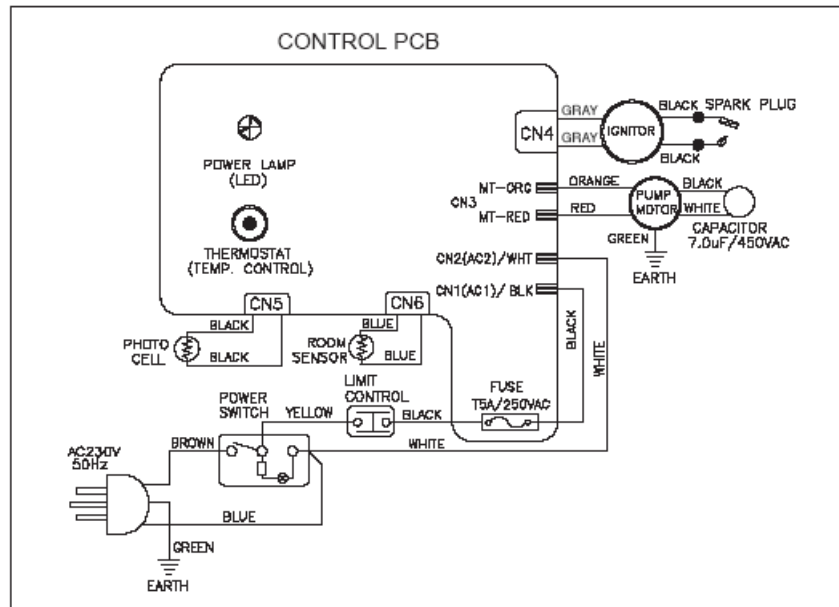 CONTROL PCB
POWER LAMP
(LED)
THERMOSTAT
(TEMP. CONTROL)
CN4
GRAY
GRAY
IGNITOR
BLACK
SPARK PLUG
BLACK
MT-ORG
CN3
MT-RED
ORANGE
RED
PUMP
MOTOR
BLACK
WHITE
CAPACITOR
7.0uF/450VAC
GREEN
EARTH
CN2(AC2)/WHT
CN1(AC1)/ BLK
BLACK
WHITE
CN5
CN6
BLACK
PHOTO
CELL
BLACK
BLUE
ROOM
SENSOR
BLUE
POWER
SWITCH
YELLOW
LIMIT
CONTROL
BLACK
FUSE
T5A/250VAC
WHITE
AC230V
50Hz
BROWN
BLUE
GREEN
EARTH